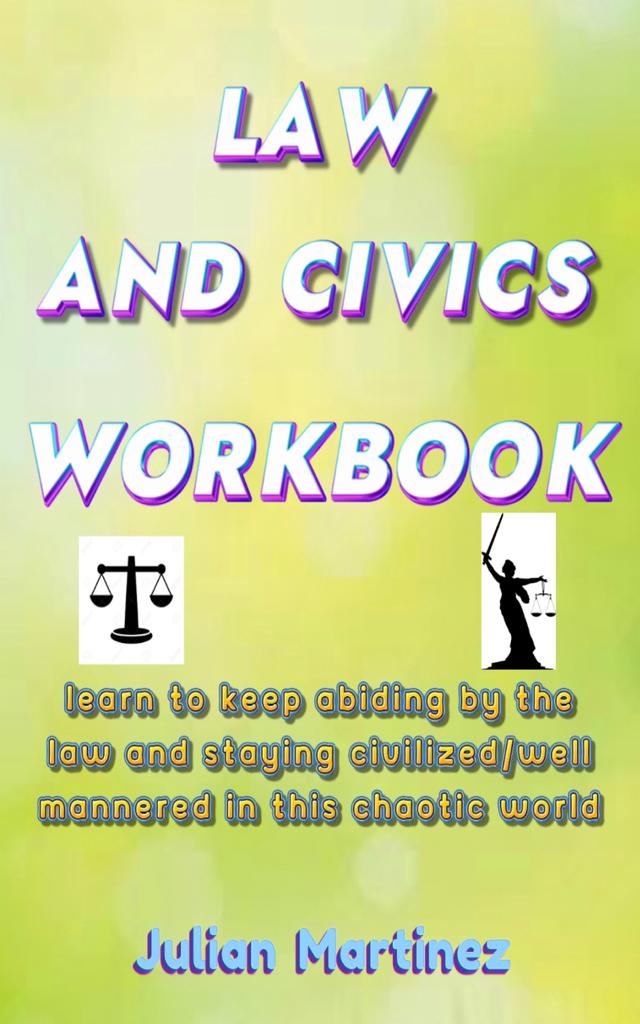 LAW
AND CIVICS
WORKBOOK
learn to keep abiding by the
law and staying civilized/well
mannered in this chaotic world
Julian Martinez